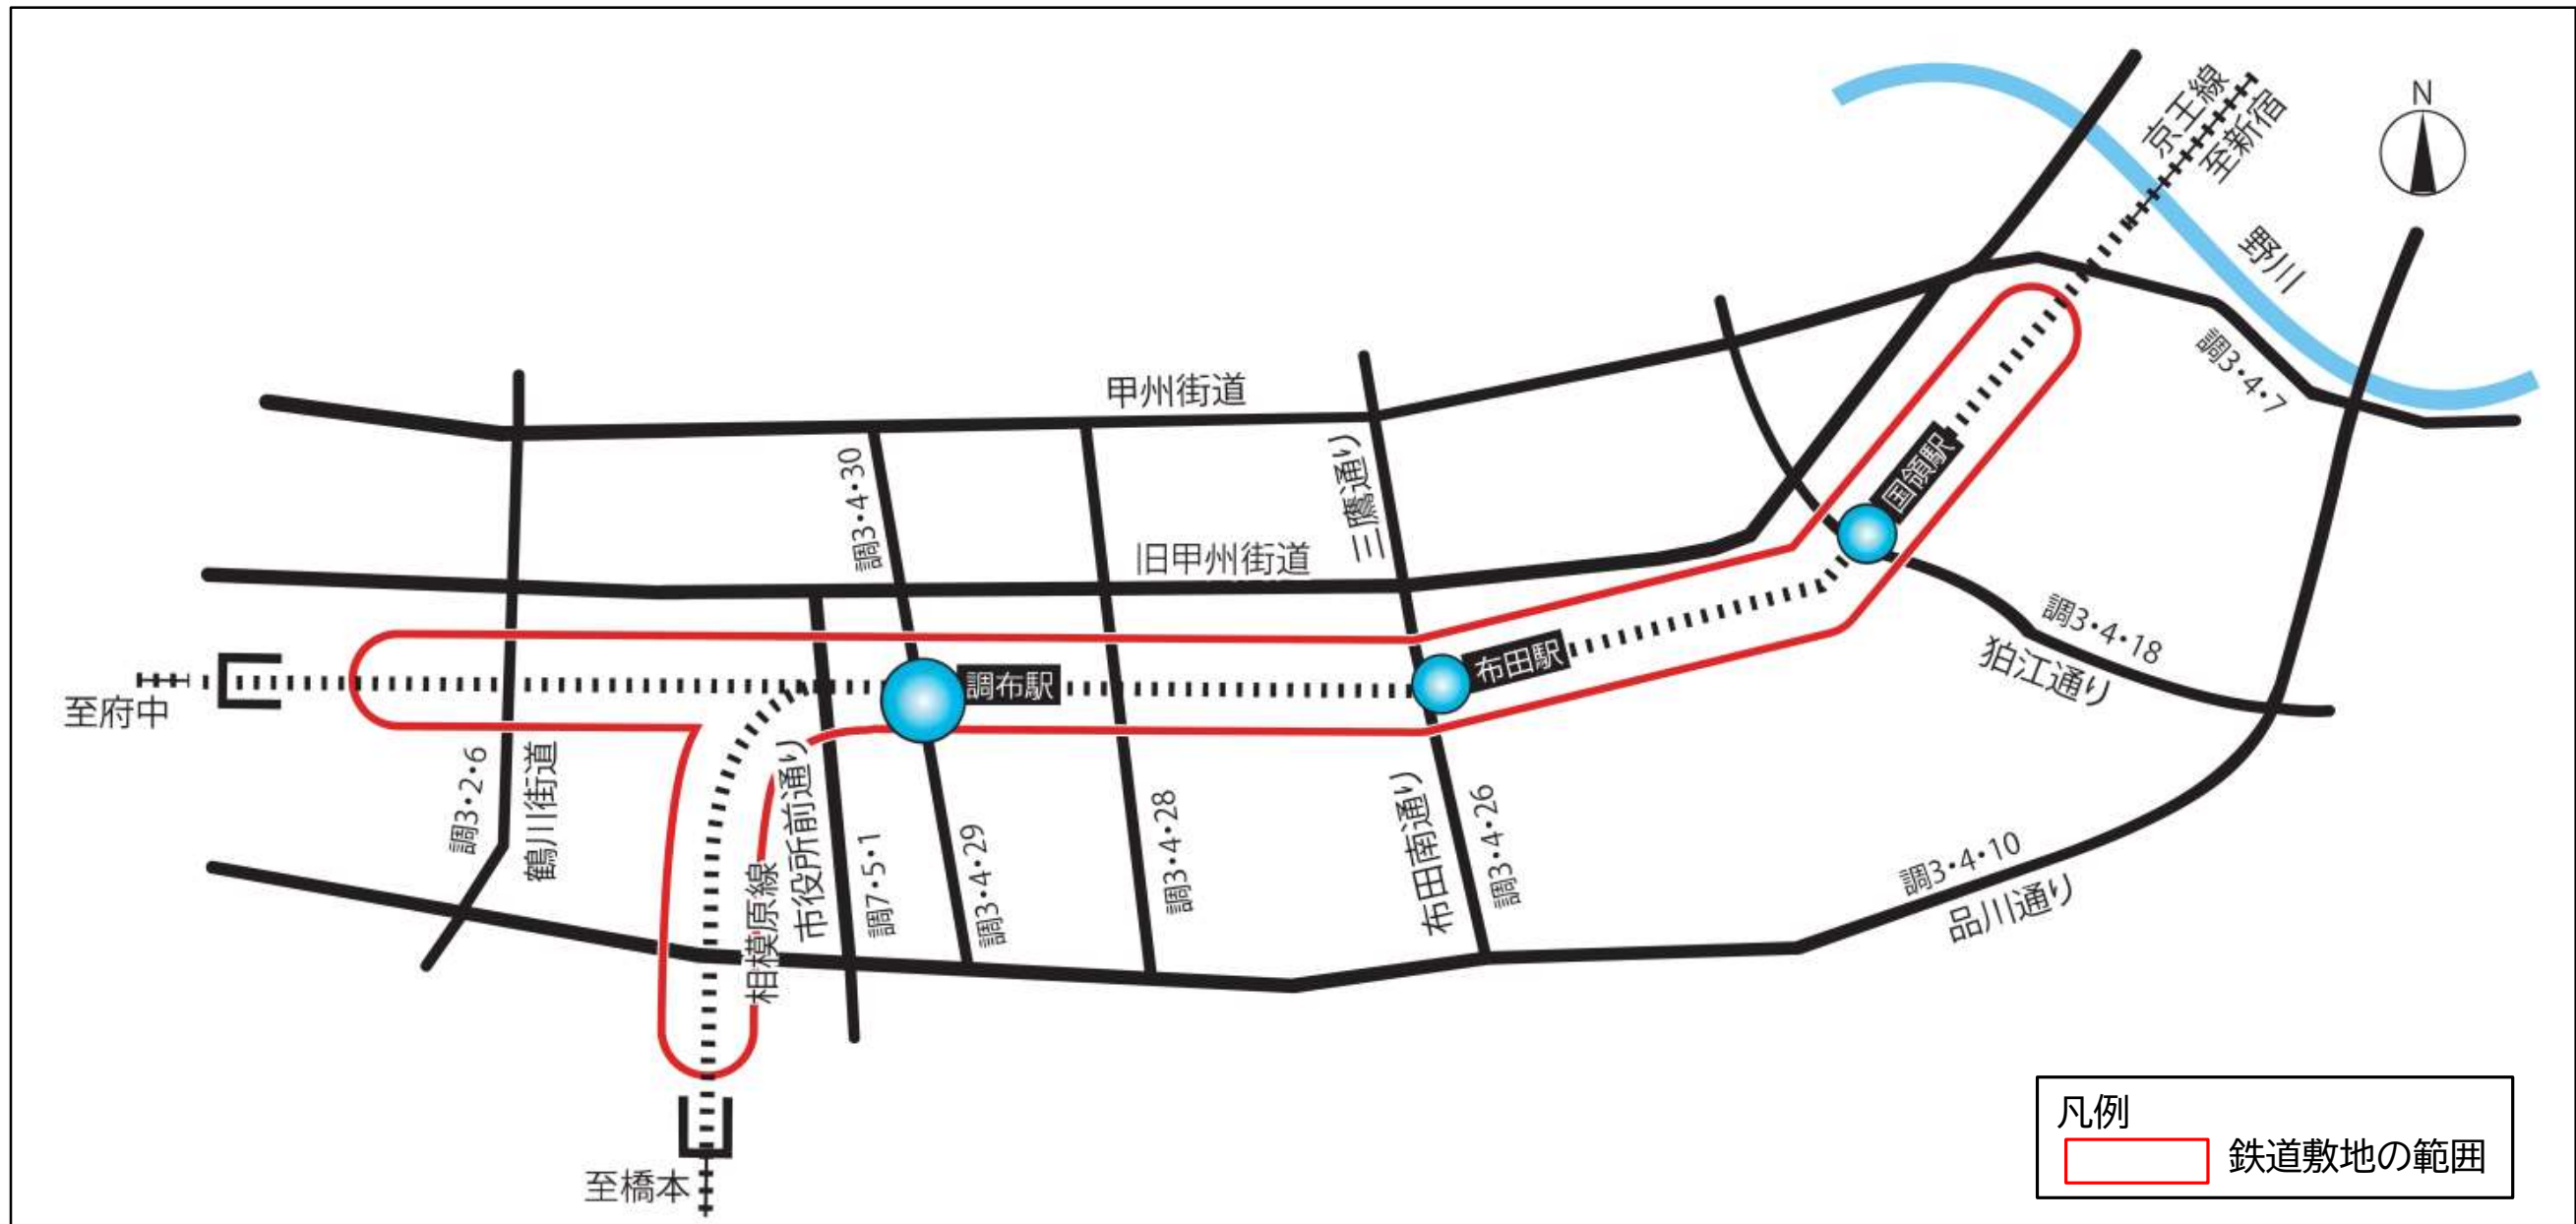 京王線
至新宿
N
野川
調3・4・7
甲州街道
調3・4・30
三鷹通り
国領駅
旧甲州街道
調3・4・18
狛江通り
布田駅
調布駅
至府中
調3・2・6
鶴川街道
市役所前通り
相模原線
調7・5・1
調3・4・29
調3・4・28
布田南通り
調3・4・26
調3・4・10
品川通り
至橋本
凡例
鉄道敷地の範囲